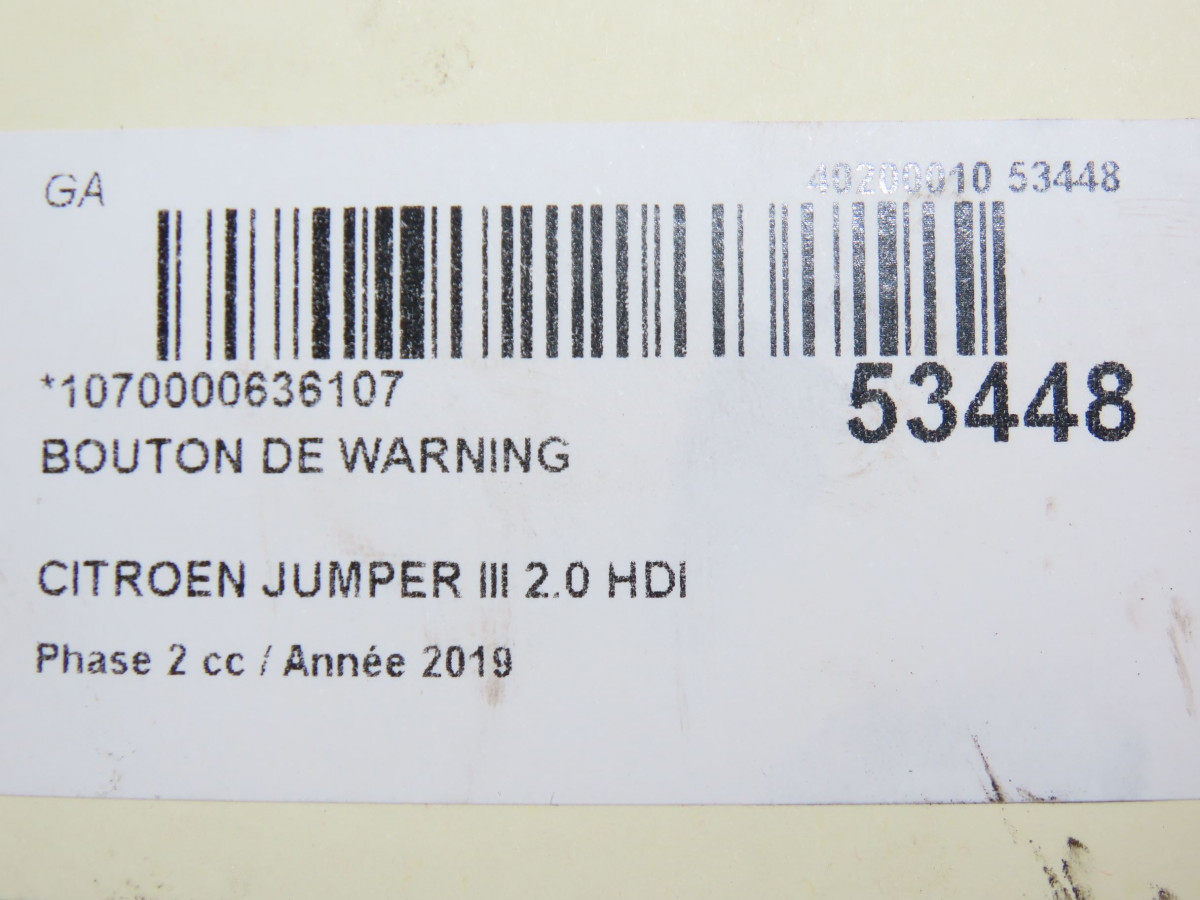 GA 40200010 53448
*1070000636107 53448
BOUTON DE WARNING
CITROEN JUMPER III 2.0 HDI
Phase 2 cc / Année 2019